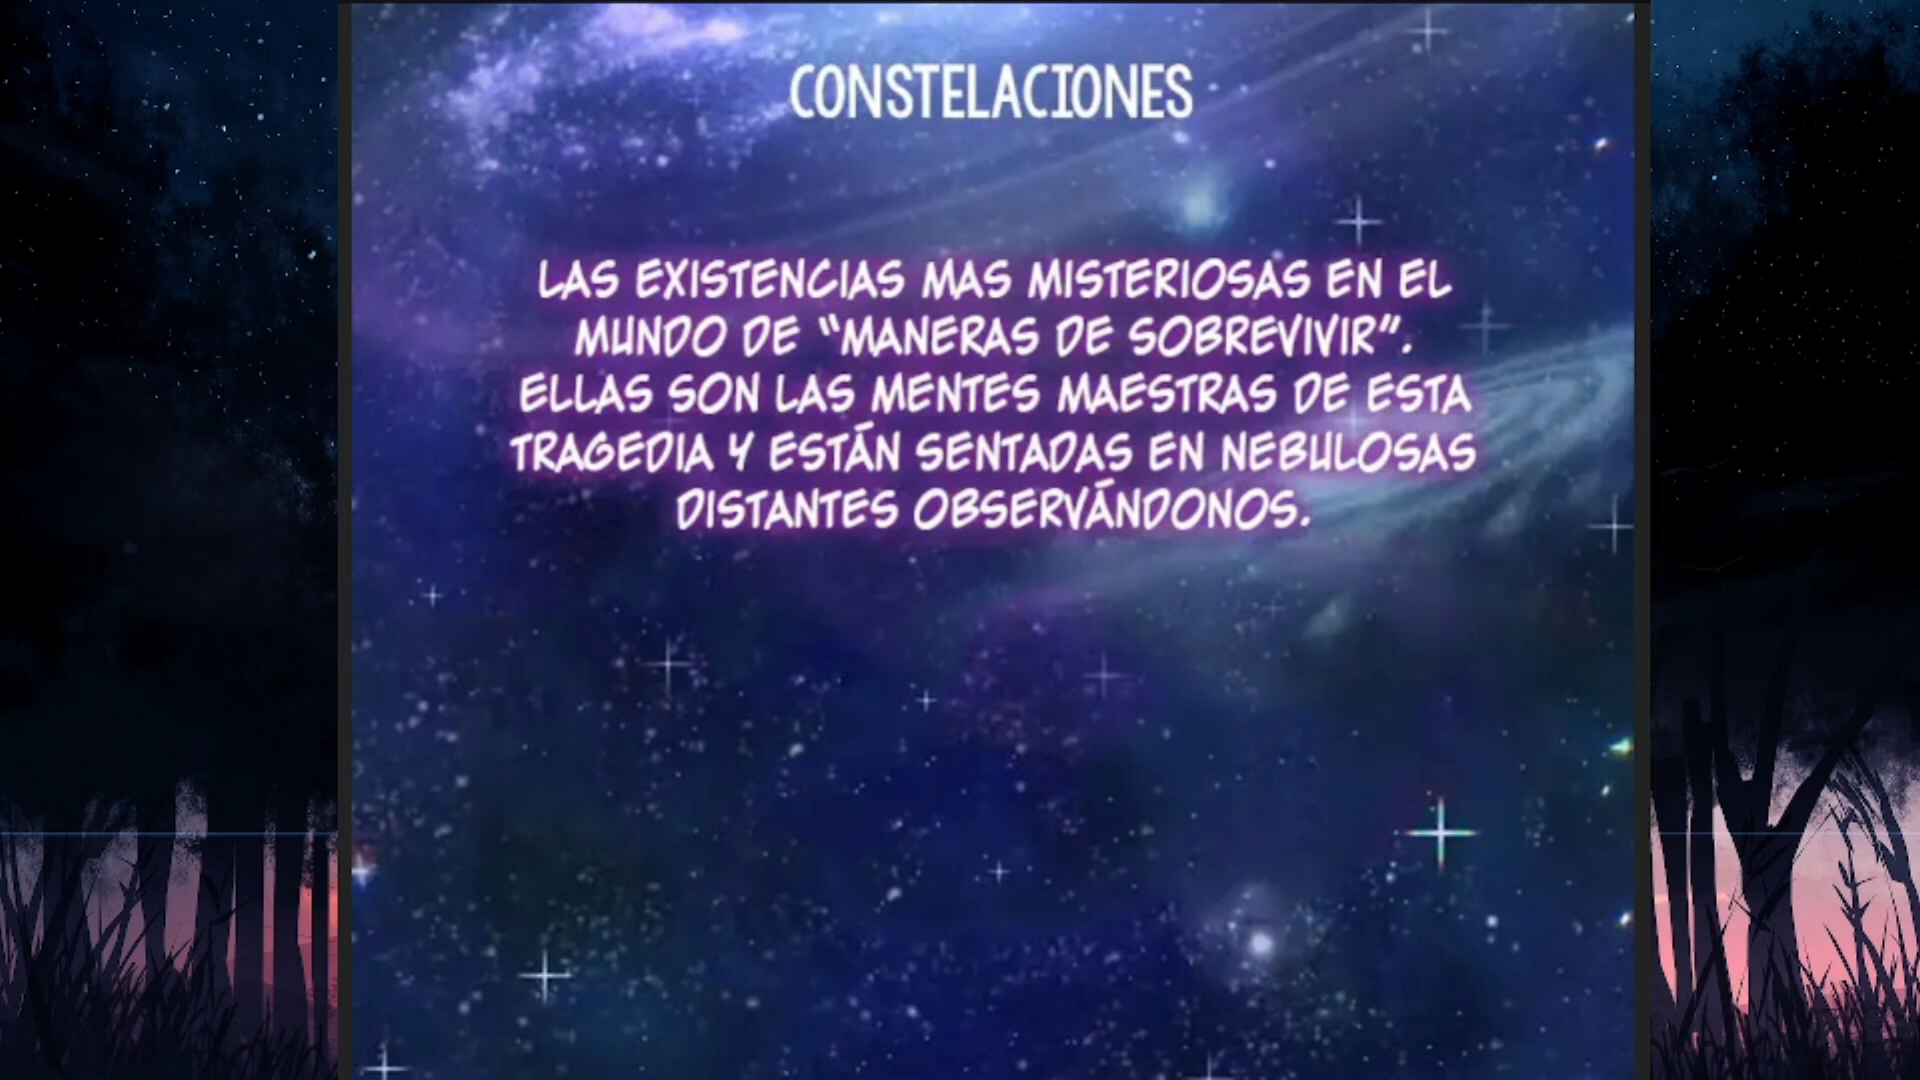 CONSTELACIONES
LAS EXISTENCIAS MAS MISTERIOSAS EN EL
MUNDO DE “MANERAS DE SOBREVIVIR”.
ELLAS SON LAS MENTES MAESTRAS DE ESTA
TRAGEDIA Y ESTÁN SENTADAS EN NEBULOSAS
DISTANTES OBSERVÁNDONOS.